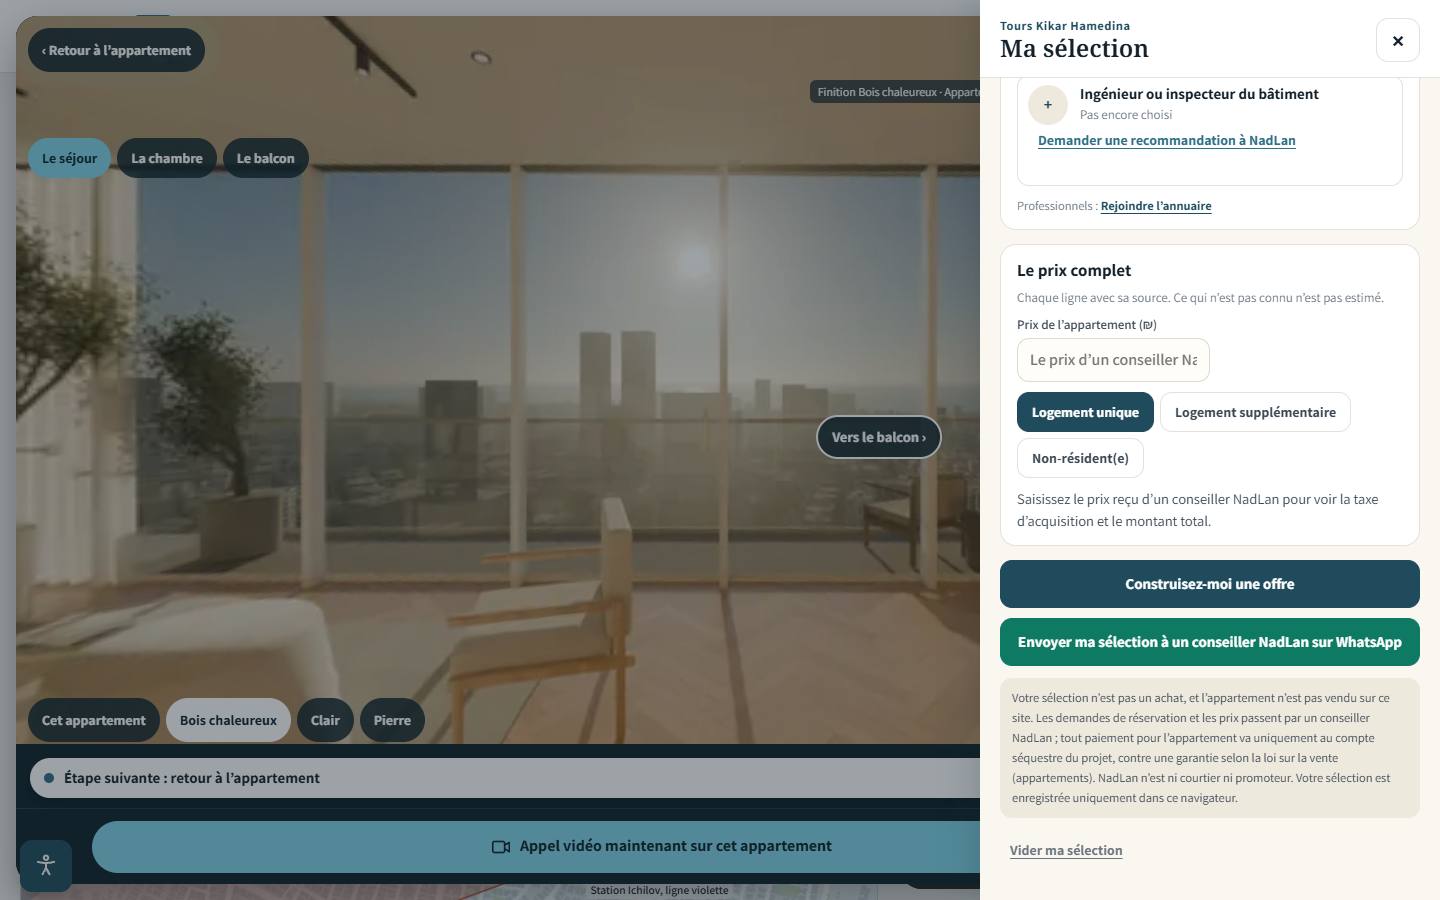 ‹ Retour à l’appartement
Finition Bois chaleureux · Apparte
Le séjour
La chambre
Le balcon
Vers le balcon ›
Cet appartement
Bois chaleureux
Clair
Pierre
Étape suivante : retour à l’appartement
Appel vidéo maintenant sur cet appartement
Station Ichilov, ligne violette
Tours Kikar Hamedina
Ma sélection
×
+
Ingénieur ou inspecteur du bâtiment
Pas encore choisi
Demander une recommandation à NadLan
Professionnels : Rejoindre l’annuaire
Le prix complet
Chaque ligne avec sa source. Ce qui n’est pas connu n’est pas estimé.
Prix de l’appartement (₪)
Le prix d’un conseiller Na
Logement unique
Logement supplémentaire
Non-résident(e)
Saisissez le prix reçu d’un conseiller NadLan pour voir la taxe
d’acquisition et le montant total.
Construisez-moi une offre
Envoyer ma sélection à un conseiller NadLan sur WhatsApp
Votre sélection n’est pas un achat, et l’appartement n’est pas vendu sur ce
site. Les demandes de réservation et les prix passent par un conseiller
NadLan ; tout paiement pour l’appartement va uniquement au compte
séquestre du projet, contre une garantie selon la loi sur la vente
(appartements). NadLan n’est ni courtier ni promoteur. Votre sélection est
enregistrée uniquement dans ce navigateur.
Vider ma sélection